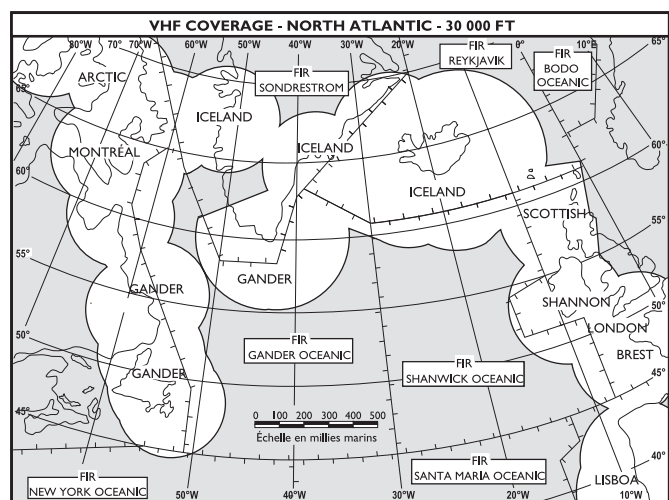 VHF COVERAGE - NORTH ATLANTIC - 30 000 FT
80°W 70° 70°W 60°W 50°W 40°W 30°W 20°W 0° 10°E
FIR
REYKJAVIK
FIR
BODO
OCEANIC
FIR
SONDRESTROM
65°
65°
ARCTIC
ICELAND
ICELAND
MONTRÉAL
60°
60°
ICELAND
SCOTTISH
55°
55°
GANDER
GANDER
SHANNON
50°
LONDON
50°
BREST
FIR
GANDER OCEANIC
FIR
SHANWICK OCEANIC
GANDER
45°
45°
0 100 200 300 400 500
Échelle en millies marins
40°
FIR
NEW YORK OCEANIC
FIR
SANTA MARIA OCEANIC
LISBOA
50°W 40°W 30°W 20°W 10°W